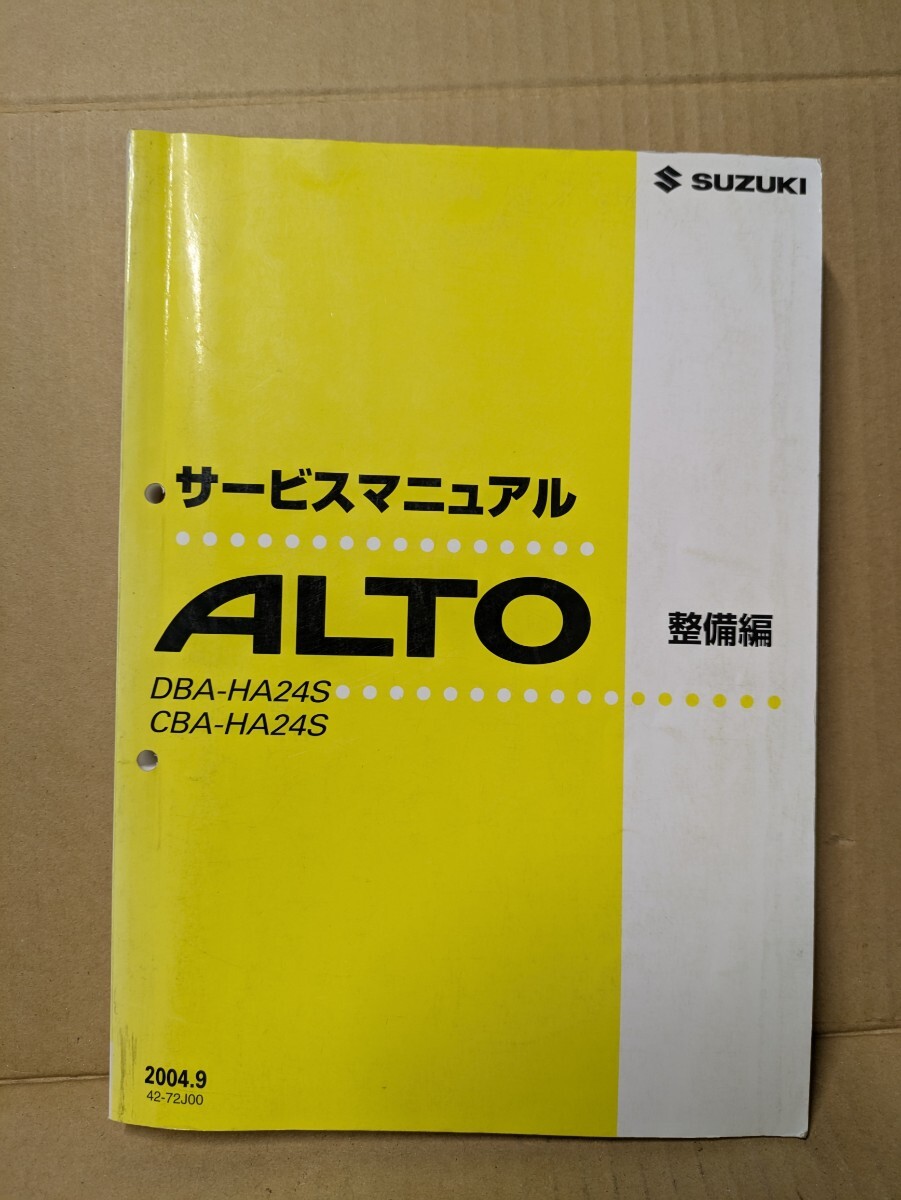 SUZUKI
サービスマニュアル
ALTO
整備編
DBA-HA24S
CBA-HA24S
2004.9
42-72J00